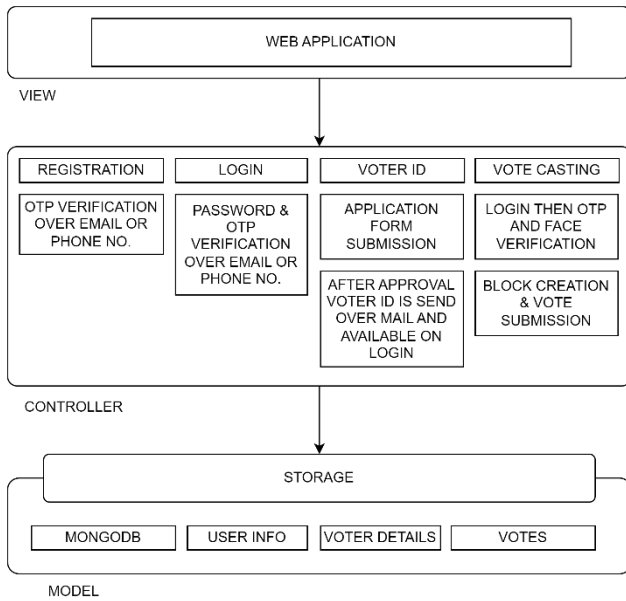 WEB APPLICATION
VIEW
REGISTRATION
OTP VERIFICATION
OVER EMAIL OR
PHONE NO.
LOGIN
PASSWORD &
OTP
VERIFICATION
OVER EMAIL OR
PHONE NO.
VOTER ID
APPLICATION
FORM
SUBMISSION
AFTER APPROVAL
VOTER ID IS SEND
OVER MAIL AND
AVAILABLE ON
LOGIN
VOTE CASTING
LOGIN THEN OTP
AND FACE
VERIFICATION
BLOCK CREATION
& VOTE
SUBMISSION
CONTROLLER
STORAGE
MONGODB
USER INFO
VOTER DETAILS
VOTES
MODEL